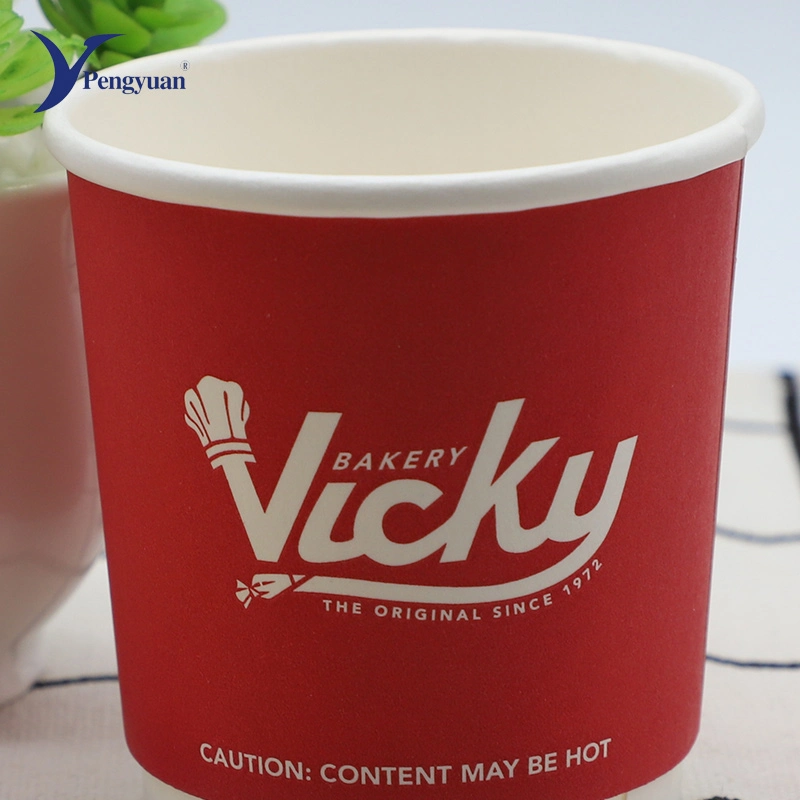 Pengyuan®
BAKERY
Vicky
THE ORIGINAL SINCE 1972
CAUTION: CONTENT MAY BE HOT